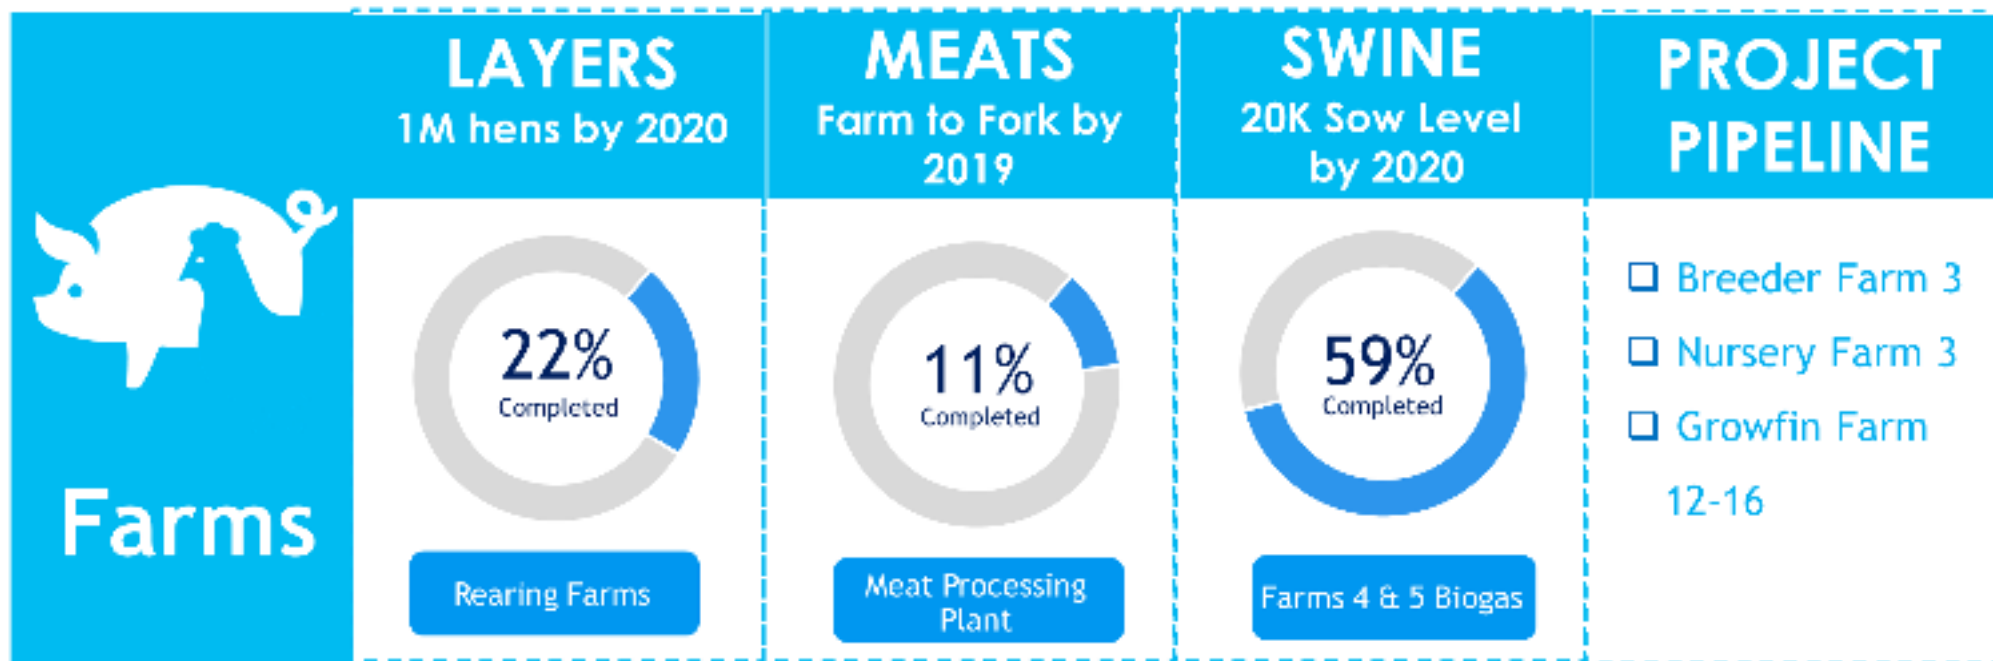 Farms
LAYERS
1M hens by 2020
22%
Completed
Rearing Farms
MEATS
Farm to Fork by
2019
11%
Completed
Meat Processing
Plant
SWINE
20K Sow Level
by 2020
59%
Completed
Farms 4 & 5 Biogas
PROJECT
PIPELINE
❑ Breeder Farm 3
❑ Nursery Farm 3
❑ Growfin Farm
12-16